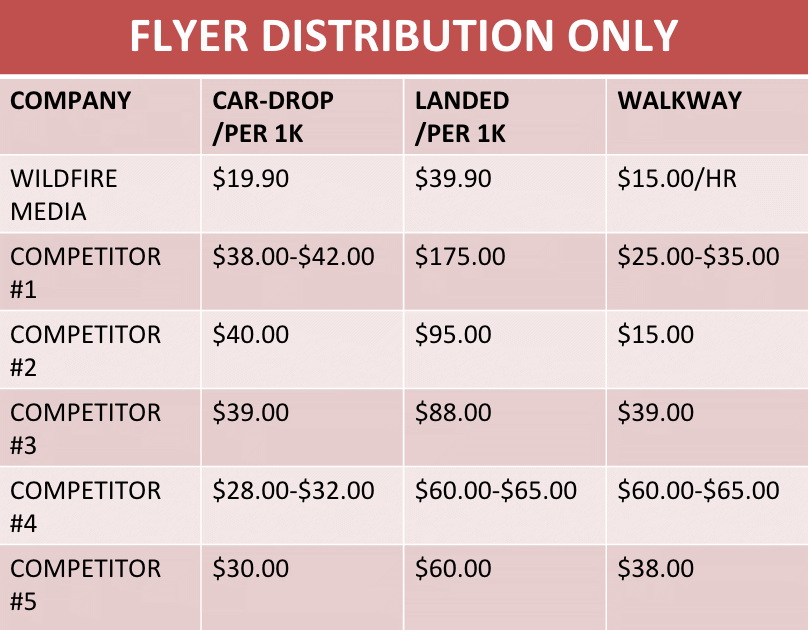 FLYER DISTRIBUTION ONLY
COMPANY CAR-DROP /PER 1K LANDED /PER 1K WALKWAY
WILDFIRE MEDIA $19.90 $39.90 $15.00/HR
COMPETITOR #1 $38.00-$42.00 $175.00 $25.00-$35.00
COMPETITOR #2 $40.00 $95.00 $15.00
COMPETITOR #3 $39.00 $88.00 $39.00
COMPETITOR #4 $28.00-$32.00 $60.00-$65.00 $60.00-$65.00
COMPETITOR #5 $30.00 $60.00 $38.00